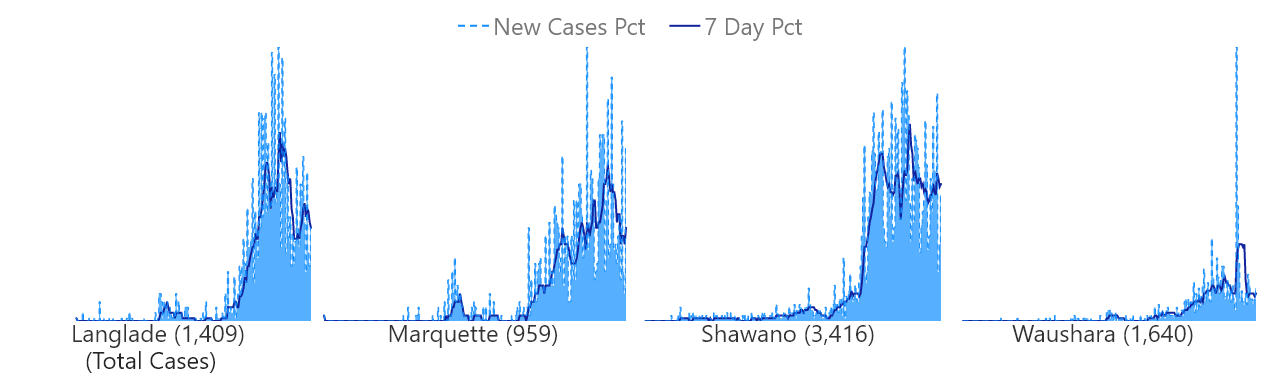 New Cases Pct 7 Day Pct
Langlade (1,409) Marquette (959) Shawano (3,416) Waushara (1,640)
(Total Cases)